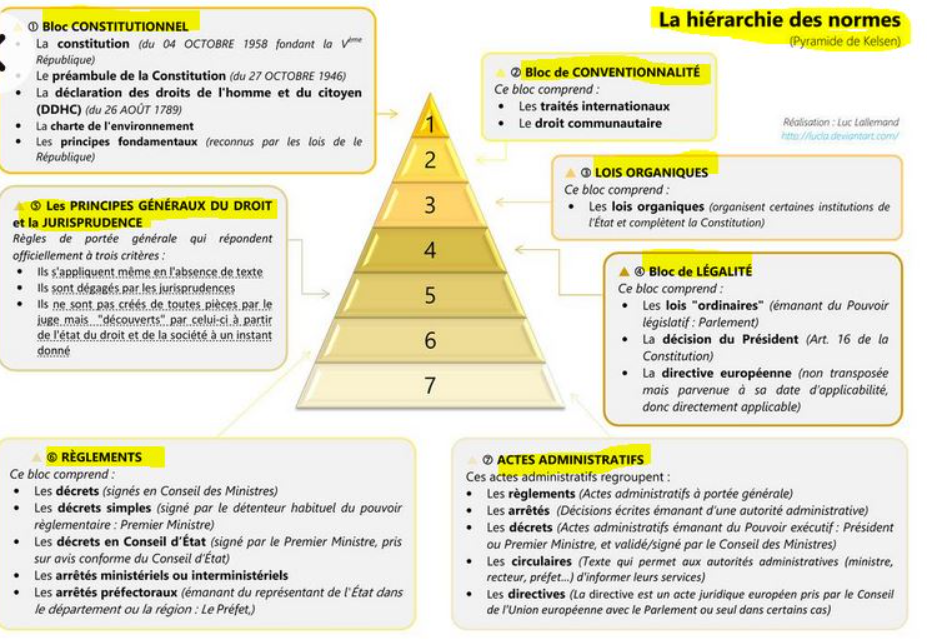 La hiérarchie des normes
(Pyramide de Kelsen)
① Bloc CONSTITUTIONNEL
• La constitution (du 04 OCTOBRE 1958 fondant la Vème
République)
• Le préambule de la Constitution (du 27 OCTOBRE 1946)
• La déclaration des droits de l'homme et du citoyen
(DDHC) (du 26 AOÛT 1789)
• La charte de l'environnement
• Les principes fondamentaux (reconnus par les lois de la
République)
② Bloc de CONVENTIONNALITÉ
Ce bloc comprend :
• Les traités internationaux
• Le droit communautaire
Réalisation : Luc Lallemand
http://lucla.deviantart.com/
③ LOIS ORGANIQUES
Ce bloc comprend :
• Les lois organiques (organisent certaines institutions de
l'État et complètent la Constitution)
④ Bloc de LÉGALITÉ
Ce bloc comprend :
• Les lois "ordinaires" (émanant du Pouvoir
législatif : Parlement)
• La décision du Président (Art. 16 de la
Constitution)
• La directive européenne (non transposée
mais parvenue à sa date d'applicabilité,
donc directement applicable)
⑤ Les PRINCIPES GÉNÉRAUX DU DROIT
et la JURISPRUDENCE
Règles de portée générale qui répondent
officiellement à trois critères :
• Ils s'appliquent même en l'absence de texte
• Ils sont dégagés par les jurisprudences
• Ils ne sont pas créés de toutes pièces par le
juge mais "découverts" par celui-ci à partir
de l'état du droit et de la société à un instant
donné
1
2
3
4
5
6
7
⑥ RÈGLEMENTS
Ce bloc comprend :
• Les décrets (signés en Conseil des Ministres)
• Les décrets simples (signé par le détenteur habituel du pouvoir
règlementaire : Premier Ministre)
• Les décrets en Conseil d'État (signé par le Premier Ministre, pris
sur avis conforme du Conseil d'État)
• Les arrêtés ministériels ou interministériels
• Les arrêtés préfectoraux (émanant du représentant de l'État dans
le département ou la région : Le Préfet,)
⑦ ACTES ADMINISTRATIFS
Ces actes administratifs regroupent :
• Les règlements (Actes administratifs à portée générale)
• Les arrêtés (Décisions écrites émanant d'une autorité administrative)
• Les décrets (Actes administratifs émanant du Pouvoir exécutif : Président
ou Premier Ministre, et validé/signé par le Conseil des Ministres)
• Les circulaires (Texte qui permet aux autorités administratives (ministre,
recteur, préfet...) d'informer leurs services)
• Les directives (La directive est un acte juridique européen pris par le Conseil
de l'Union européenne avec le Parlement ou seul dans certains cas)